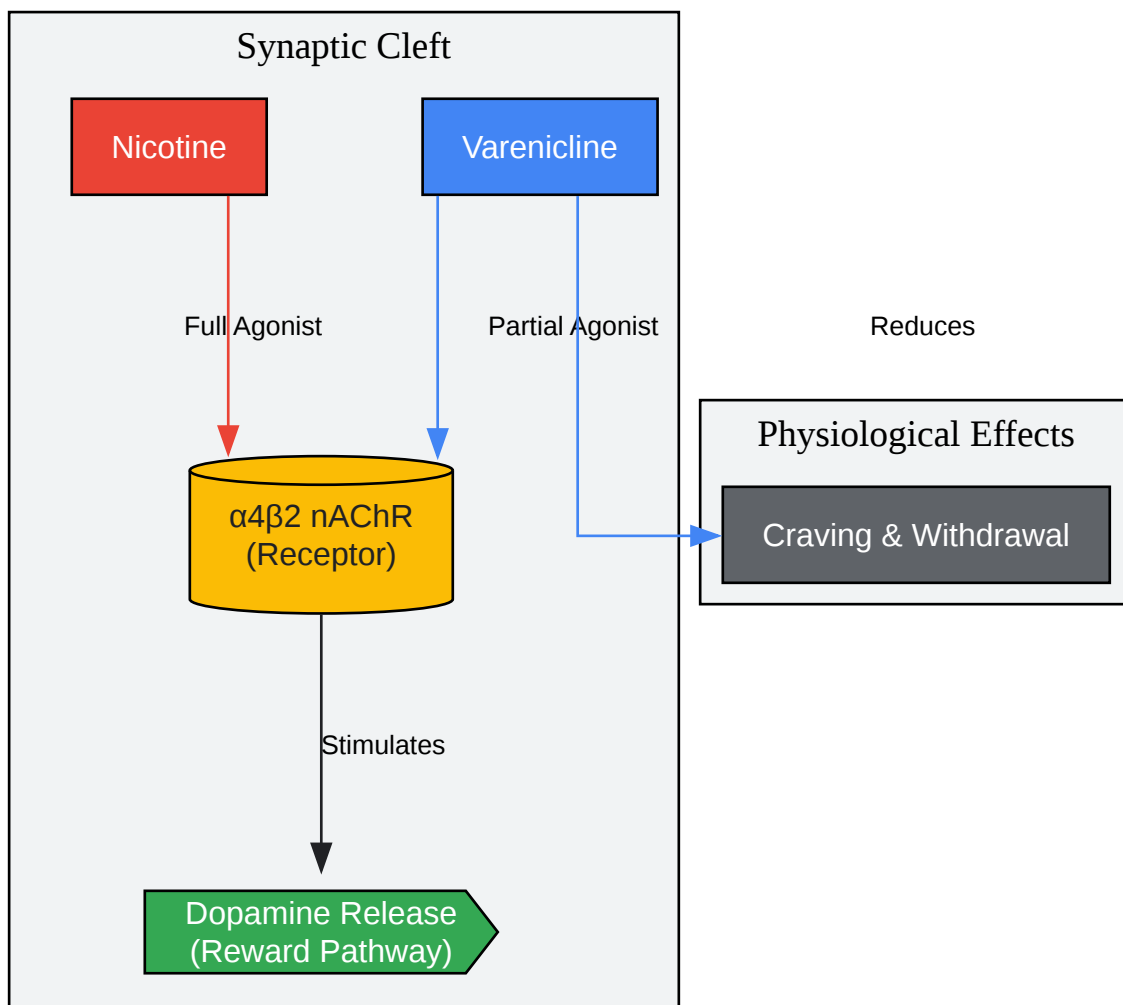 Synaptic Cleft
Nicotine
Varenicline
Full Agonist
Partial Agonist
Reduces
Physiological Effects
α4β2 nAChR
(Receptor)
Craving & Withdrawal
Stimulates
Dopamine Release
(Reward Pathway)